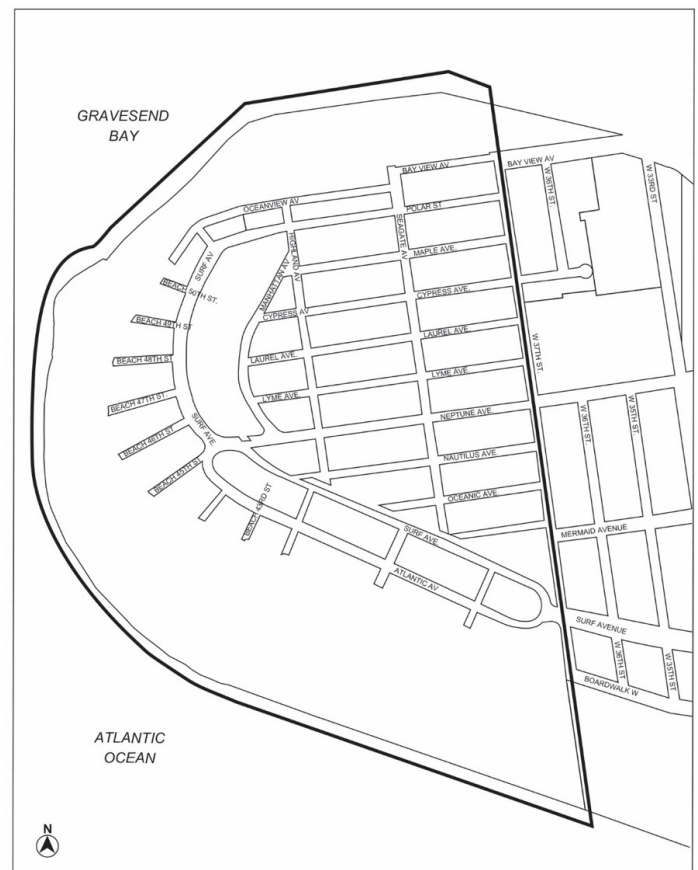 GRAVESEND
BAY
BAY VIEW AV
BAY VIEW AV
W 36TH ST
W 33RD ST
OCEANVIEW AV
POLAR ST
SEAGATE AV
HIGHLAND AV
SURF AV
MAPLE AVE.
MANHATTAN AV
BEACH 50TH ST.
CYPRESS AVE.
CYPRESS AV
BEACH 49TH ST
LAUREL AVE.
W 37TH ST.
BEACH 48TH ST
LAUREL AVE.
LYME AVE.
BEACH 47TH ST
LYME AVE.
NEPTUNE AVE.
W 36TH ST.
W 35TH ST
SURF AVE.
BEACH 46TH ST
NAUTILUS AVE.
BEACH 45TH ST
OCEANIC AVE.
BEACH 43RD ST
SURF AVE.
MERMAID AVENUE
ATLANTIC AV
SURF AVENUE
W 36TH ST
W 35TH ST
BOARDWALK W
ATLANTIC
OCEAN
N